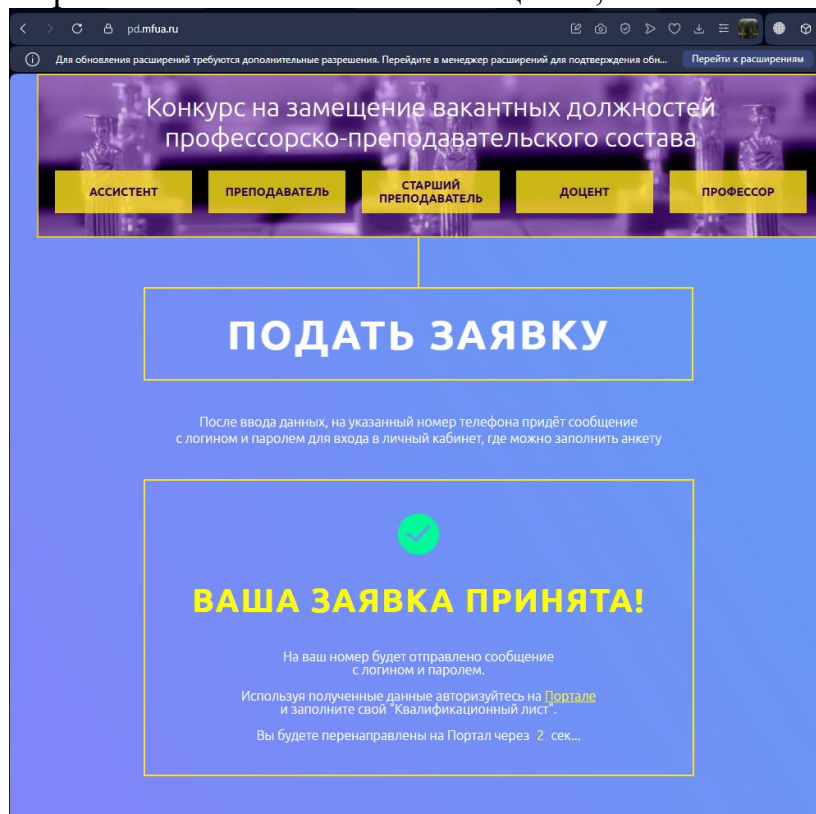 pd.mfua.ru
Для обновления расширений требуются дополнительные разрешения. Перейдите в менеджер расширений для подтверждения обн...
Перейти к расширениям
Конкурс на замещение вакантных должностей
профессорско-преподавательского состава
АССИСТЕНТ
ПРЕПОДАВАТЕЛЬ
СТАРШИЙ
ПРЕПОДАВАТЕЛЬ
ДОЦЕНТ
ПРОФЕССОР
ПОДАТЬ ЗАЯВКУ
После ввода данных, на указанный номер телефона придёт сообщение
с логином и паролем для входа в личный кабинет, где можно заполнить анкету
ВАША ЗАЯВКА ПРИНЯТА!
На ваш номер будет отправлено сообщение
с логином и паролем.
Используя полученные данные авторизуйтесь на Портале
и заполните свой "Квалификационный лист".
Вы будете перенаправлены на Портал через 2 сек...